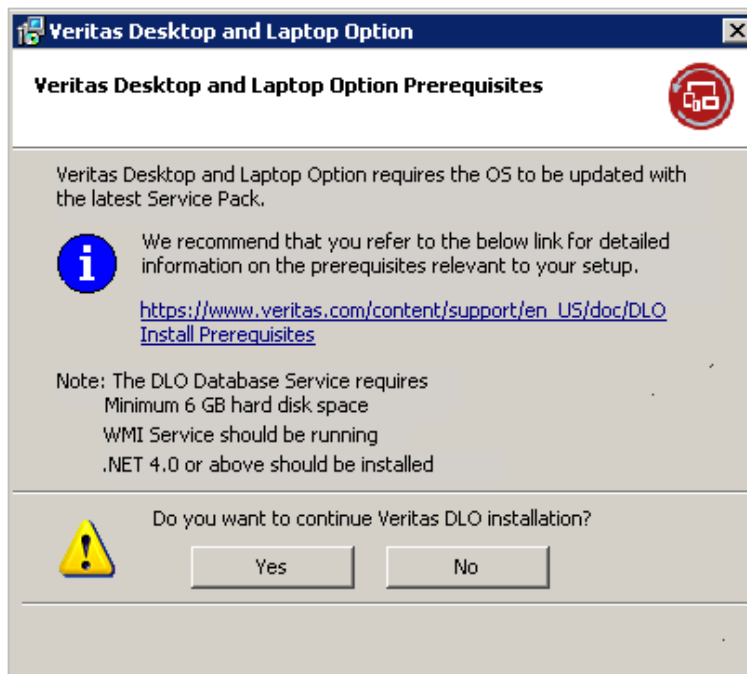 Veritas Desktop and Laptop Option
Veritas Desktop and Laptop Option Prerequisites
Veritas Desktop and Laptop Option requires the OS to be updated with
the latest Service Pack.
We recommend that you refer to the below link for detailed
information on the prerequisites relevant to your setup.
https://www.veritas.com/content/support/en_US/doc/DLO
Install Prerequisites
Note: The DLO Database Service requires
Minimum 6 GB hard disk space
WMI Service should be running
.NET 4.0 or above should be installed
Do you want to continue Veritas DLO installation?
Yes No